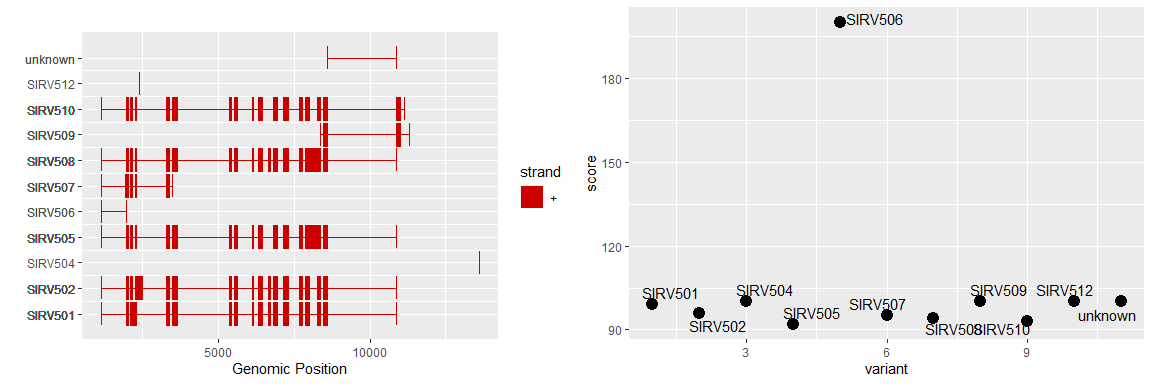 unknown
SIRV512
SIRV510
SIRV509
SIRV508
SIRV507
SIRV506
SIRV505
SIRV504
SIRV502
SIRV501
5000 10000
Genomic Position
strand
+
score
180
150
120
90
SIRV506
SIRV501 SIRV504 SIRV509 SIRV512
SIRV507
SIRV505
unknown
SIRV502 SIRV508 SIRV510
3 6 9
variant